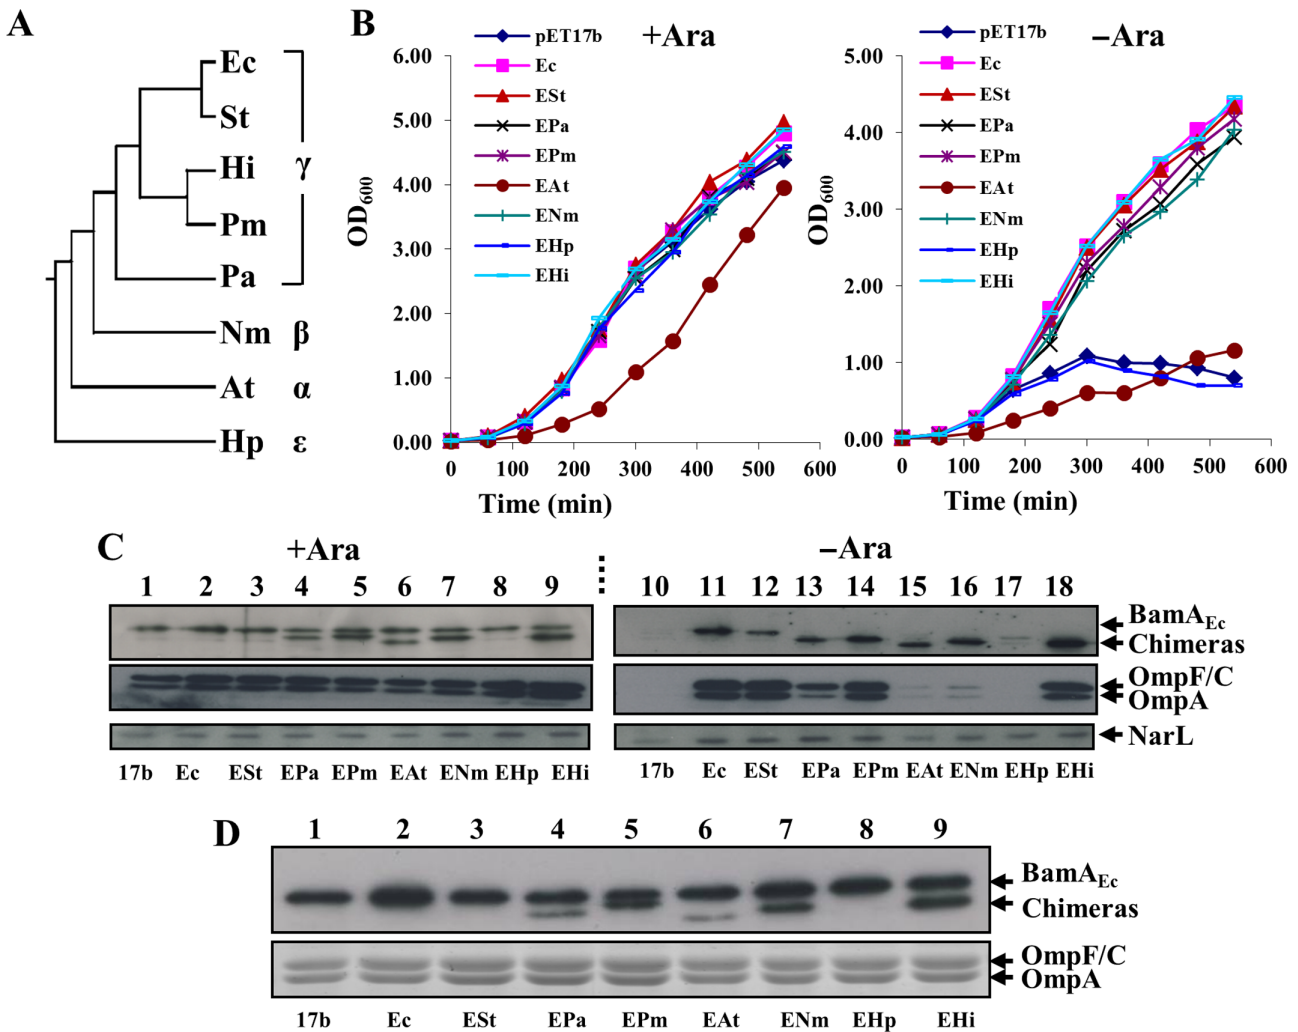 A
Ec
St
Hi
γ
Pm
Pa
Nm β
At α
Hp ε
B
+Ara
pET17b
Ec
ESt
EPa
EPm
EAt
ENm
EHp
EHi
6.00
5.00
4.00
3.00
2.00
1.00
0.00
OD600
0 100 200 300 400 500 600
Time (min)
−Ara
pET17b
Ec
ESt
EPa
EPm
EAt
ENm
EHp
EHi
5.00
4.00
3.00
2.00
1.00
0.00
OD600
0 100 200 300 400 500 600
Time (min)
C
+Ara
−Ara
1 2 3 4 5 6 7 8 9
10 11 12 13 14 15 16 17 18
BamAEc
Chimeras
OmpF/C
OmpA
NarL
17b Ec ESt EPa EPm EAt ENm EHp EHi
17b Ec ESt EPa EPm EAt ENm EHp EHi
D
1 2 3 4 5 6 7 8 9
BamAEc
Chimeras
OmpF/C
OmpA
17b Ec ESt EPa EPm EAt ENm EHp EHi